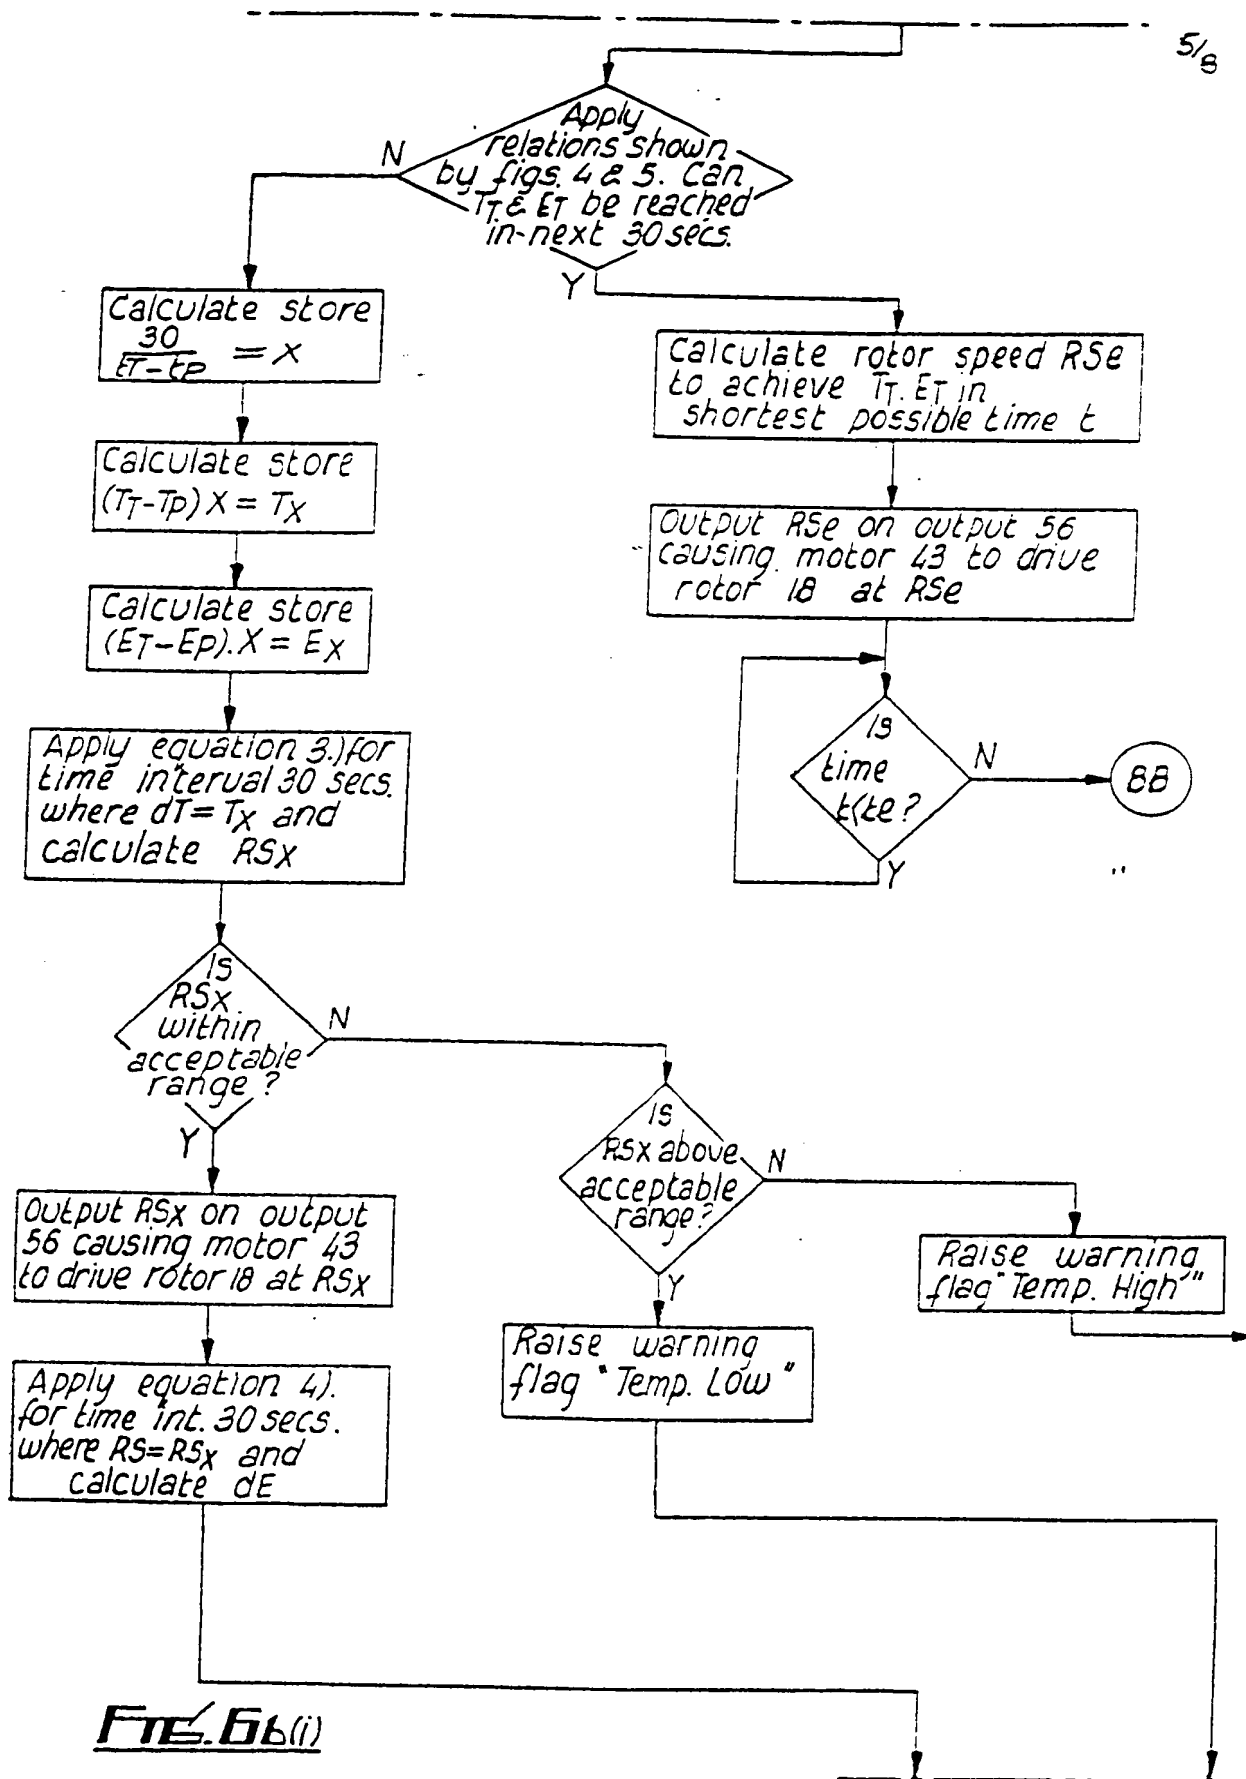 5/8
Apply
relations shown
by figs. 4 & 5. Can
TT & ET be reached
in next 30 secs.
N
Y
Calculate store
30
tT-tp = X
Calculate store
(TT-Tp) X = TX
Calculate store
(ET-Ep).X = EX
Apply equation 3.) for
time interval 30 secs.
where dT= TX and
calculate RSX
Is
RSX
within
acceptable
range?
N
Y
Output RSX on output
56 causing motor 43
to drive rotor 18 at RSX
Apply equation 4).
for time int. 30 secs.
where RS=RSX and
calculate dE
Calculate rotor speed RSe
to achieve TT. ET in
shortest possible time t
Output RSe on output 56
causing motor 43 to drive
rotor 18 at RSe
Is
time
t<te?
N
BB
Y
Is
RSX above
acceptable
range?
N
Y
Raise warning
flag "Temp. High"
Raise warning
flag "Temp. Low"
FIG. 6b(i)